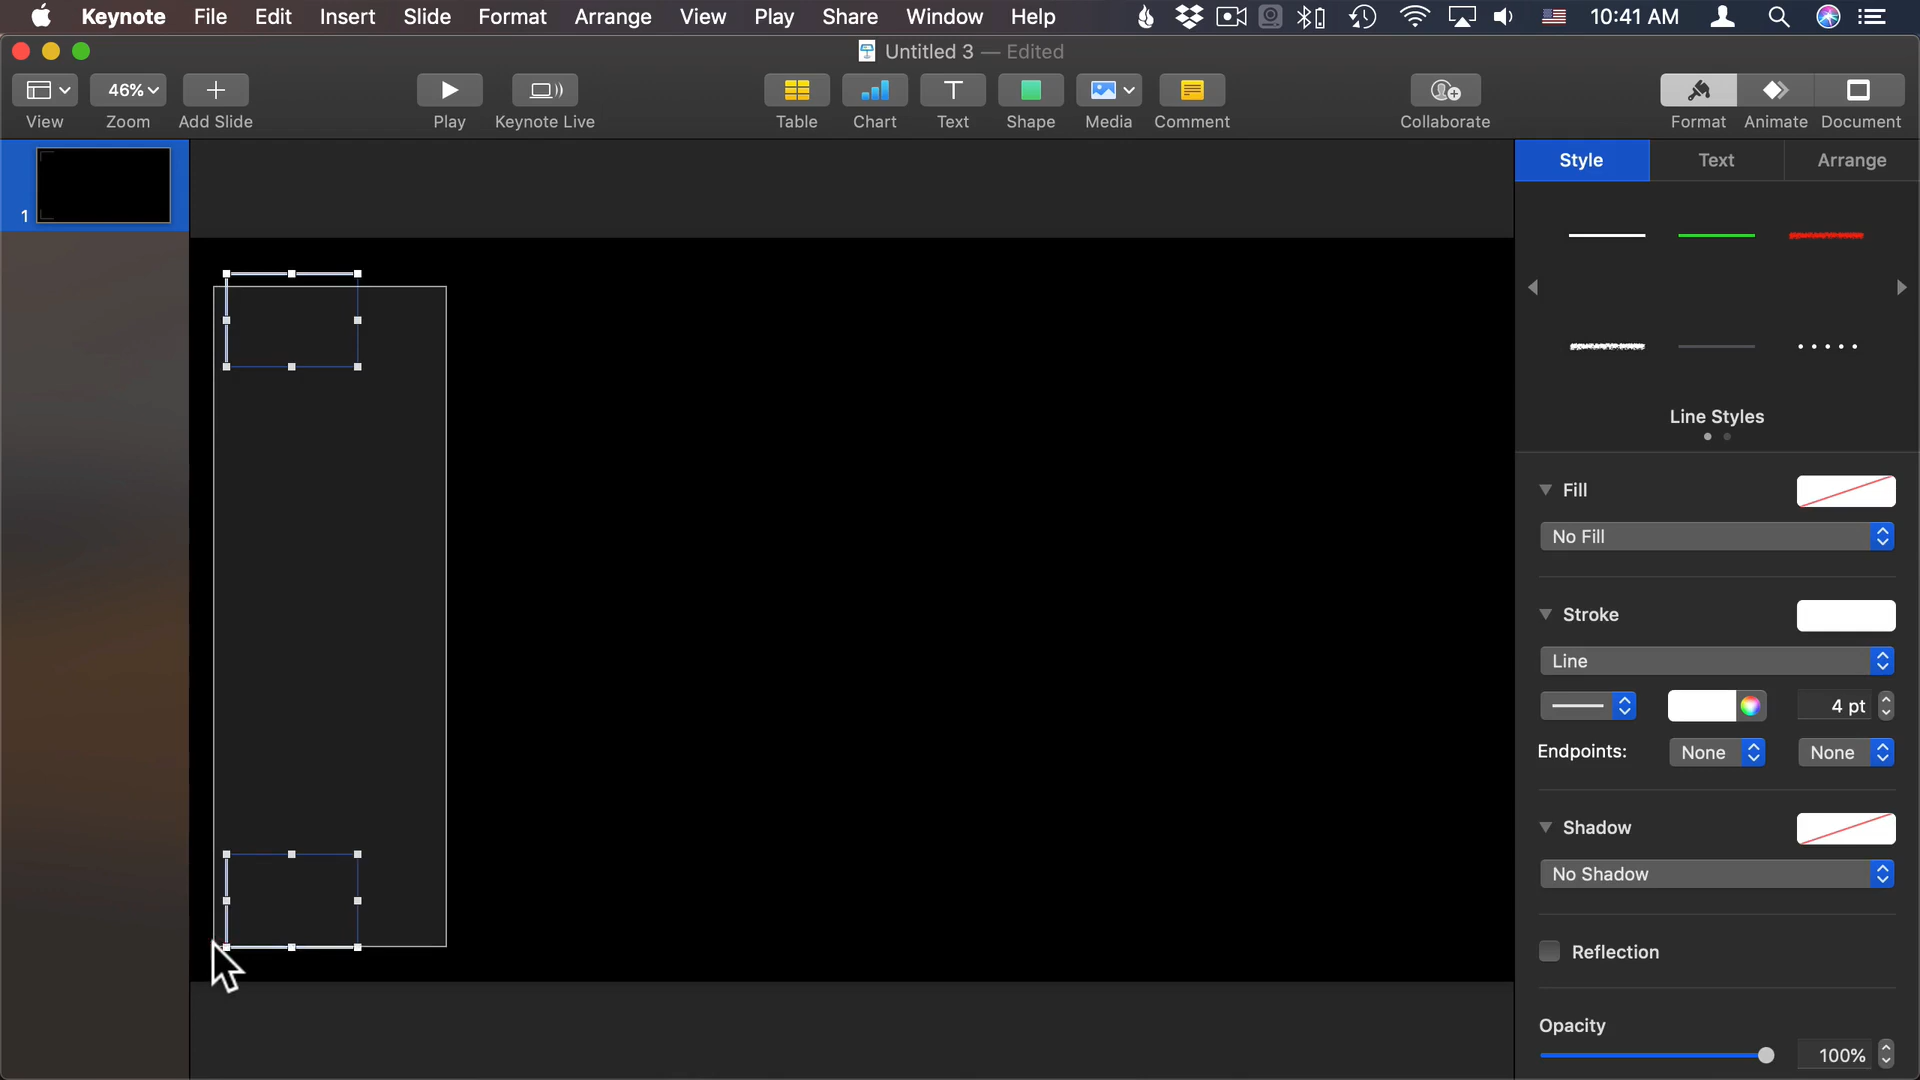 Keynote File Edit Insert Slide Format Arrange View Play Share Window Help 10:41 AM
Untitled 3 — Edited
46%
View Zoom Add Slide Play Keynote Live Table Chart Text Shape Media Comment Collaborate Format Animate Document
Style Text Arrange
1
Line Styles
Fill
No Fill
Stroke
Line
4 pt
Endpoints: None None
Shadow
No Shadow
Reflection
Opacity
100%